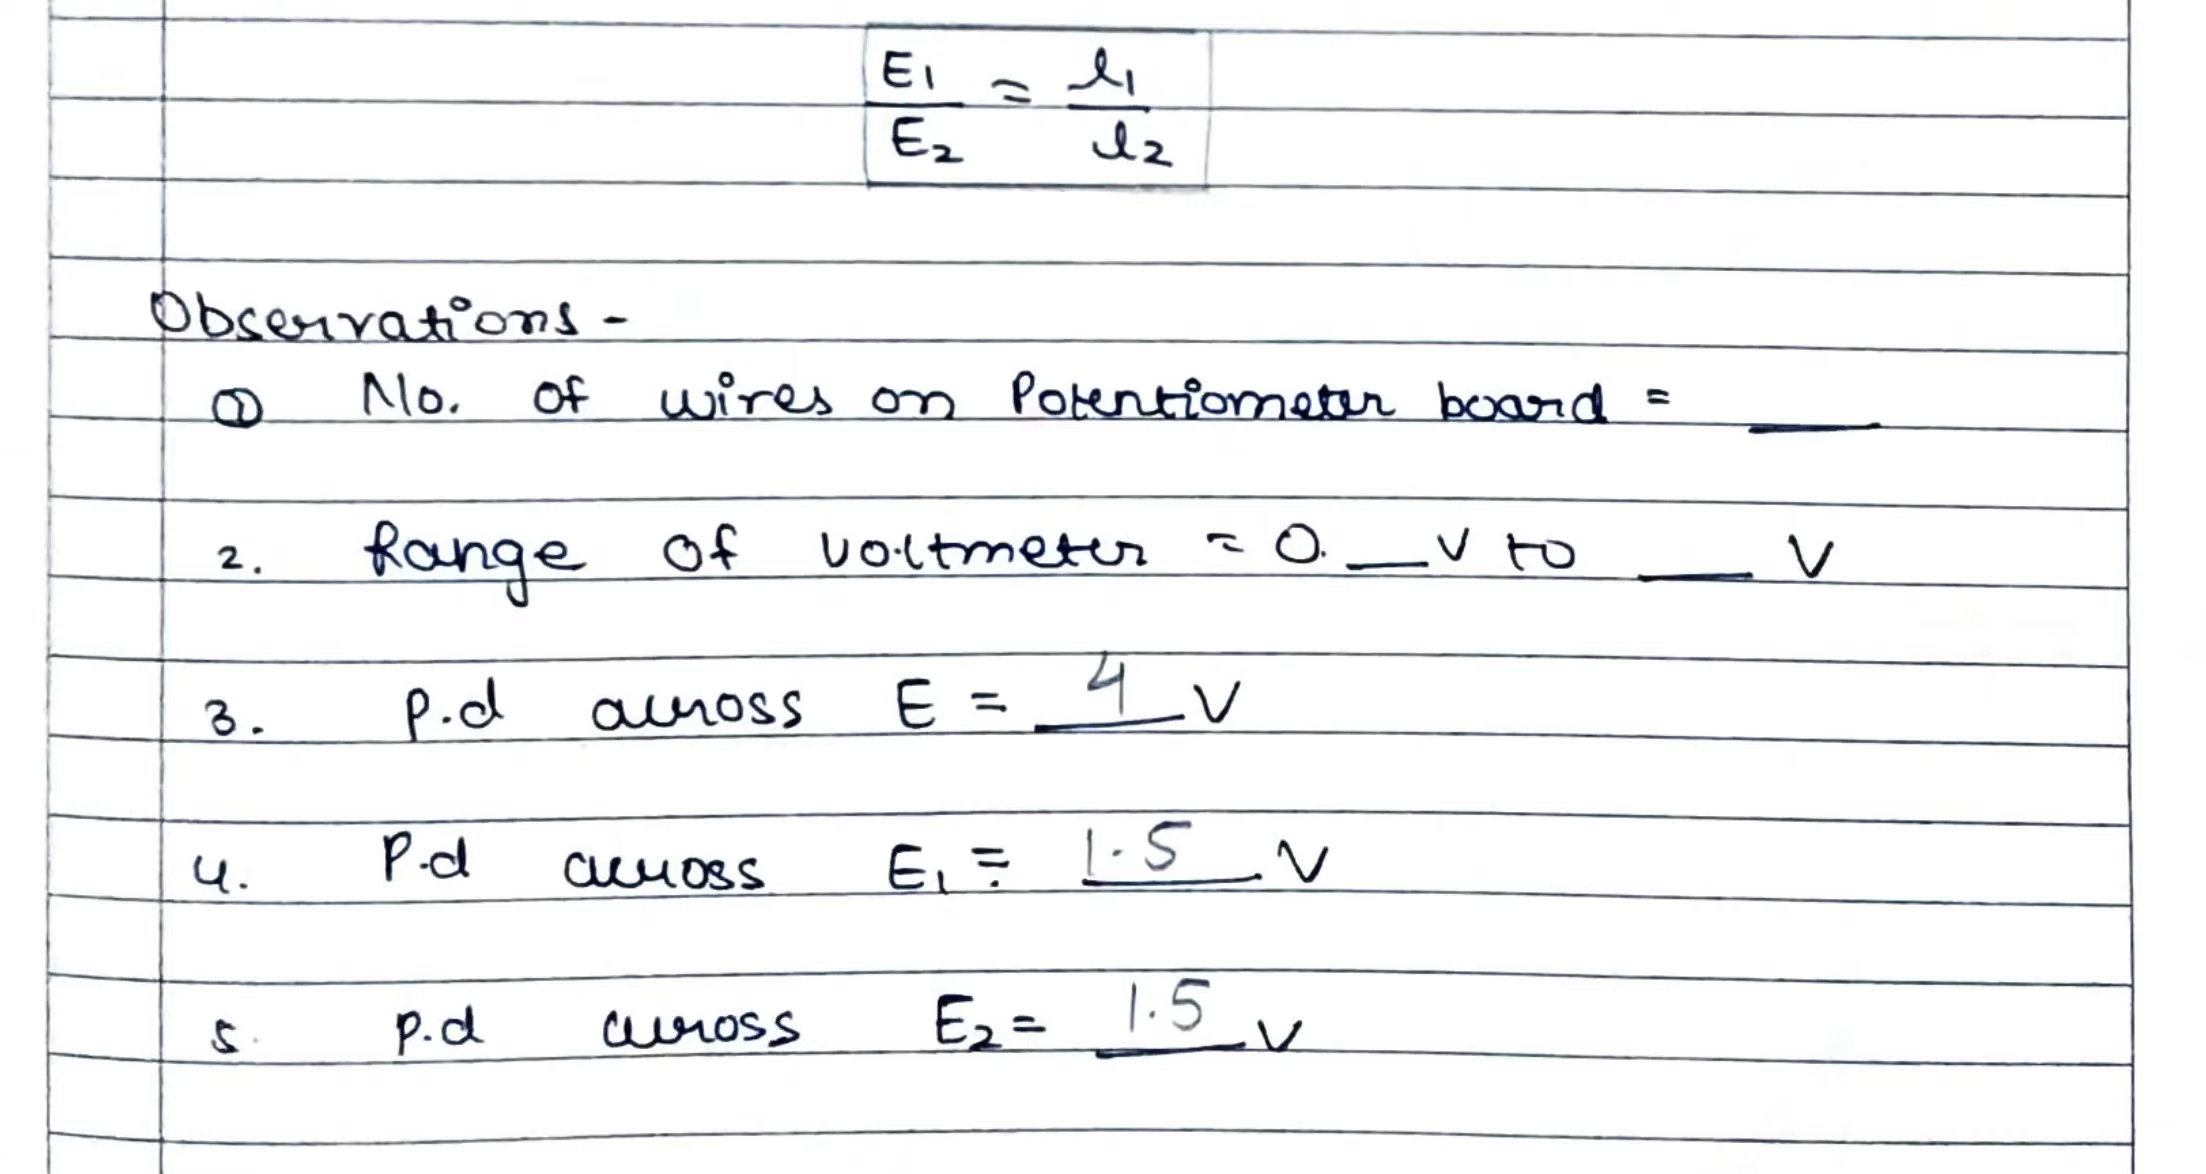 E1 = l1
E2 l2
Observations -
① No. of wires on Potentiometer board = ___
2. Range of voltmeter = 0. __ V to ___ V
3. P.d across E = 4 V
4. P.d across E1 = 1.5 V
5. P.d across E2 = 1.5 V